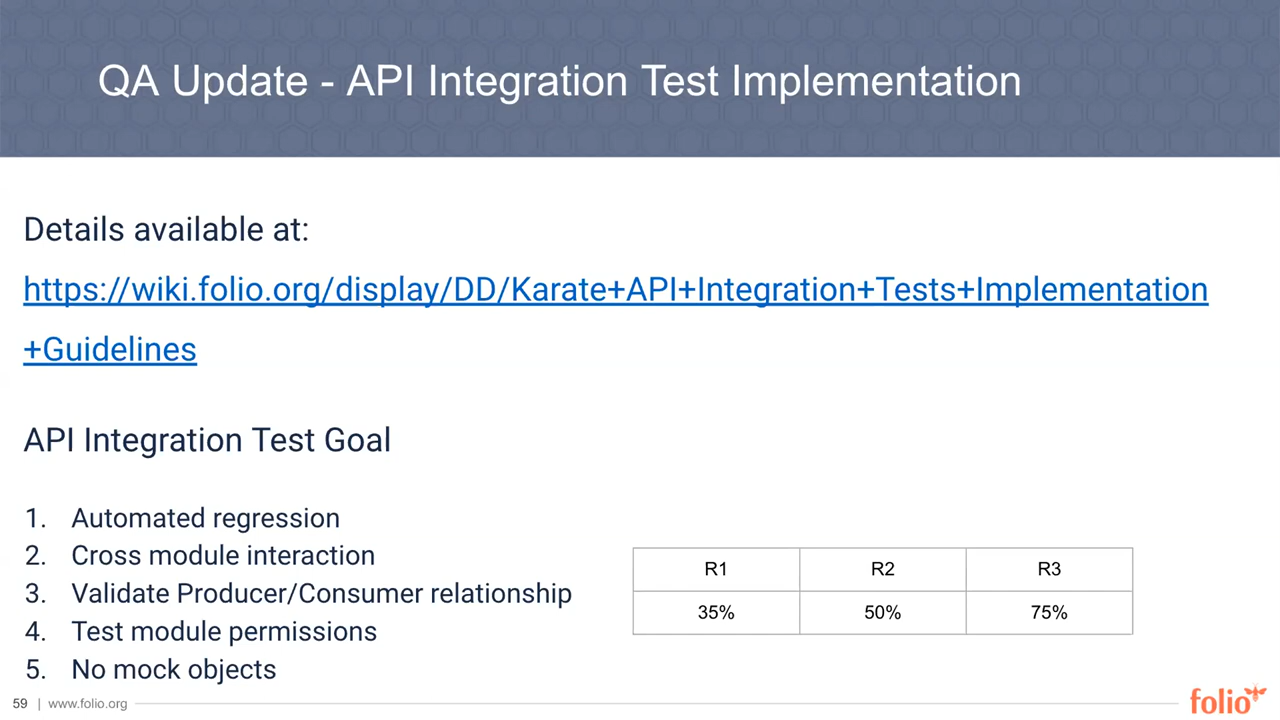 QA Update - API Integration Test Implementation
Details available at:
https://wiki.folio.org/display/DD/Karate+API+Integration+Tests+Implementation
+Guidelines
API Integration Test Goal
1. Automated regression
2. Cross module interaction
3. Validate Producer/Consumer relationship
4. Test module permissions
5. No mock objects
R1 R2 R3
35% 50% 75%
59 | www.folio.org
folio